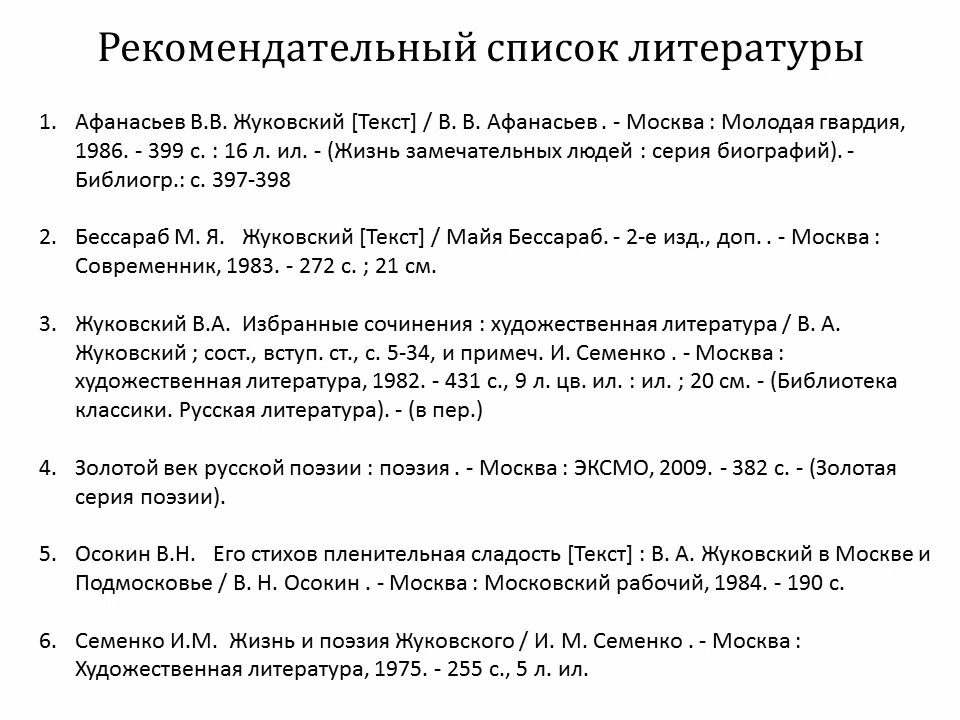 Рекомендательный список литературы
1. Афанасьев В.В. Жуковский [Текст] / В. В. Афанасьев . - Москва : Молодая гвардия,
1986. - 399 с. : 16 л. ил. - (Жизнь замечательных людей : серия биографий). -
Библиогр.: с. 397-398
2. Бессараб М. Я. Жуковский [Текст] / Майя Бессараб. - 2-е изд., доп. . - Москва :
Современник, 1983. - 272 с. ; 21 см.
3. Жуковский В.А. Избранные сочинения : художественная литература / В. А.
Жуковский ; сост., вступ. ст., с. 5-34, и примеч. И. Семенко . - Москва :
художественная литература, 1982. - 431 с., 9 л. цв. ил. : ил. ; 20 см. - (Библиотека
классики. Русская литература). - (в пер.)
4. Золотой век русской поэзии : поэзия . - Москва : ЭКСМО, 2009. - 382 с. - (Золотая
серия поэзии).
5. Осокин В.Н. Его стихов пленительная сладость [Текст] : В. А. Жуковский в Москве и
Подмосковье / В. Н. Осокин . - Москва : Московский рабочий, 1984. - 190 с.
6. Семенко И.М. Жизнь и поэзия Жуковского / И. М. Семенко . - Москва :
Художественная литература, 1975. - 255 с., 5 л. ил.